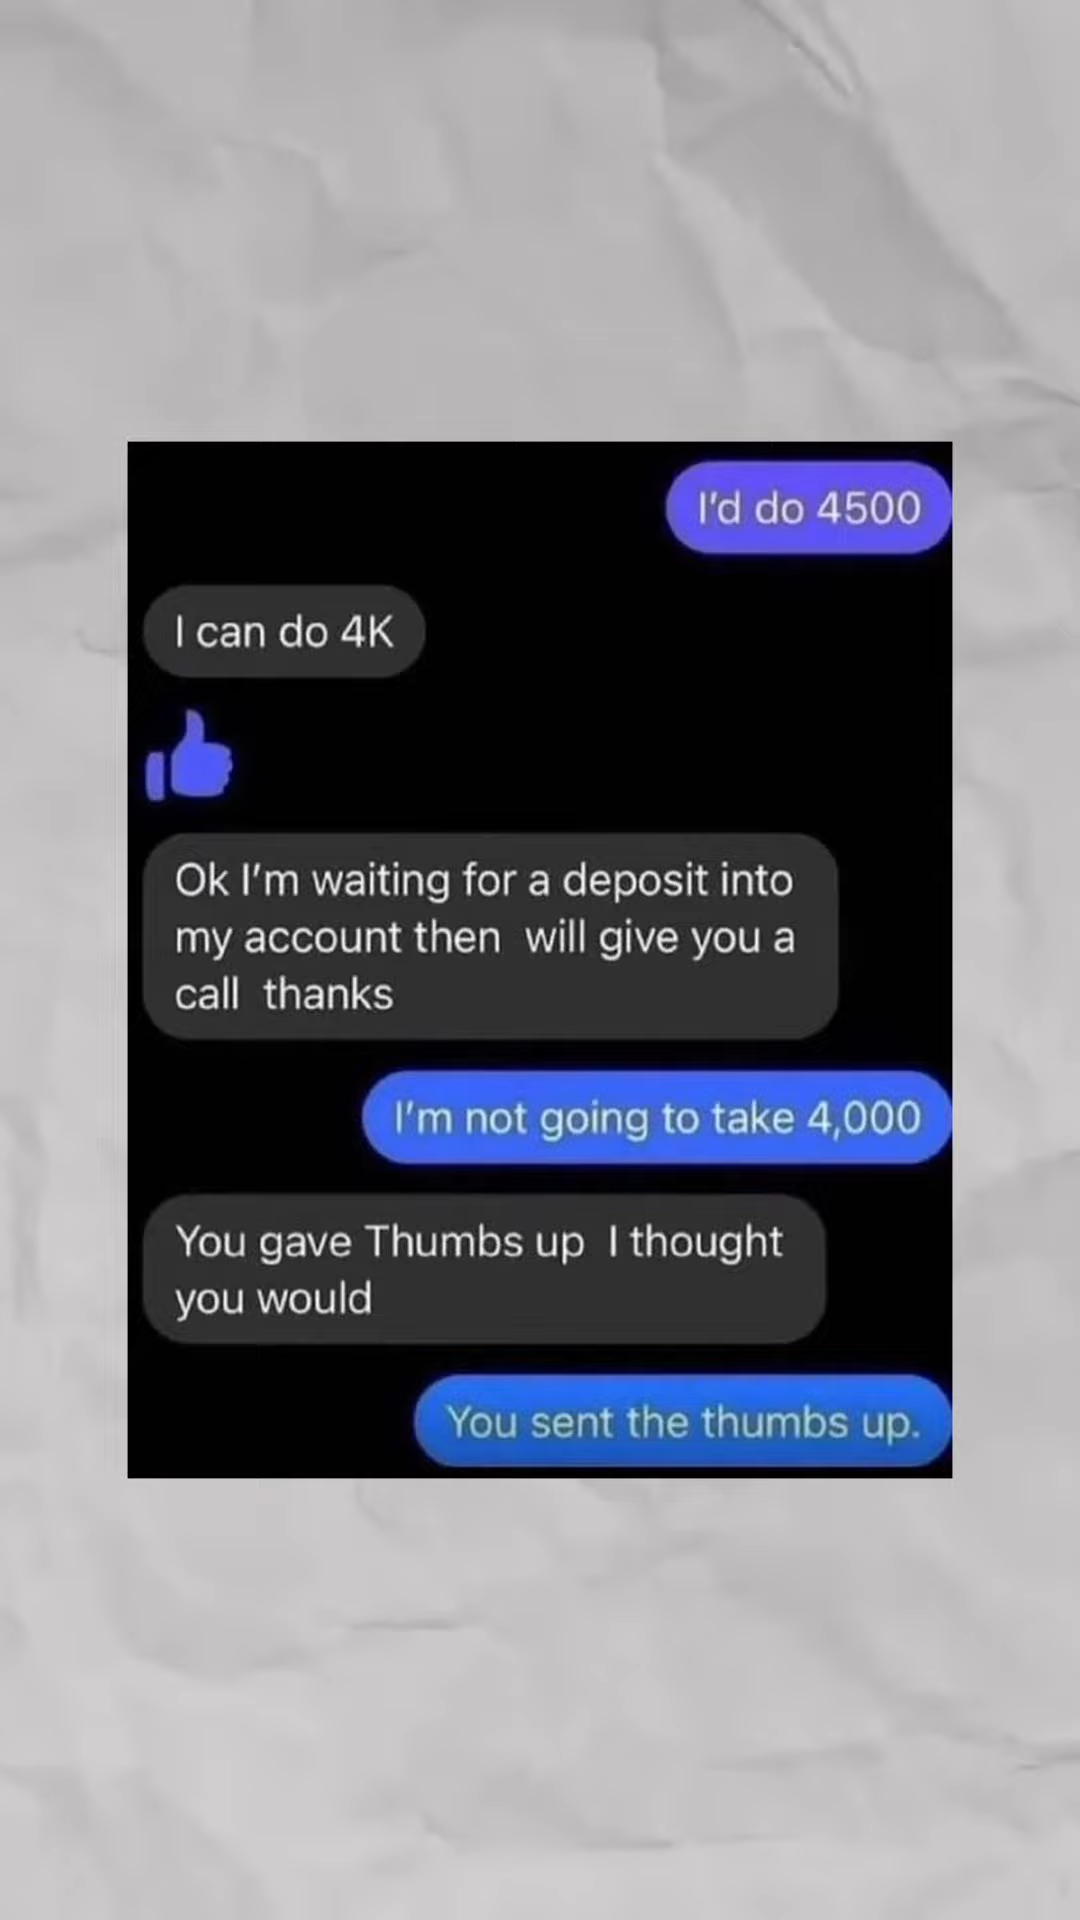 I'd do 4500
I can do 4K
Ok I'm waiting for a deposit into
my account then  will give you a
call  thanks
I'm not going to take 4,000
You gave Thumbs up  I thought
you would
You sent the thumbs up.